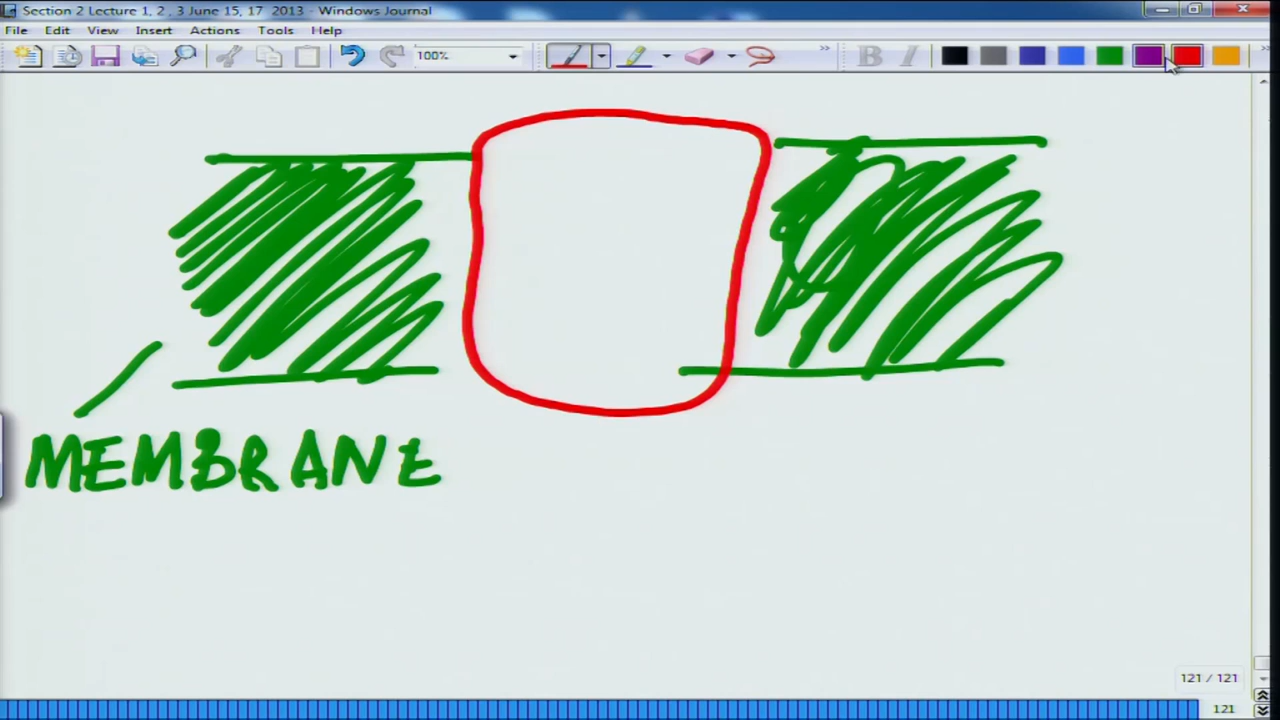 Section 2 Lecture 1, 2 , 3 June 15, 17 2013 - Windows Journal
File Edit View Insert Actions Tools Help
100% B I
MEMBRANE
121 / 121
121